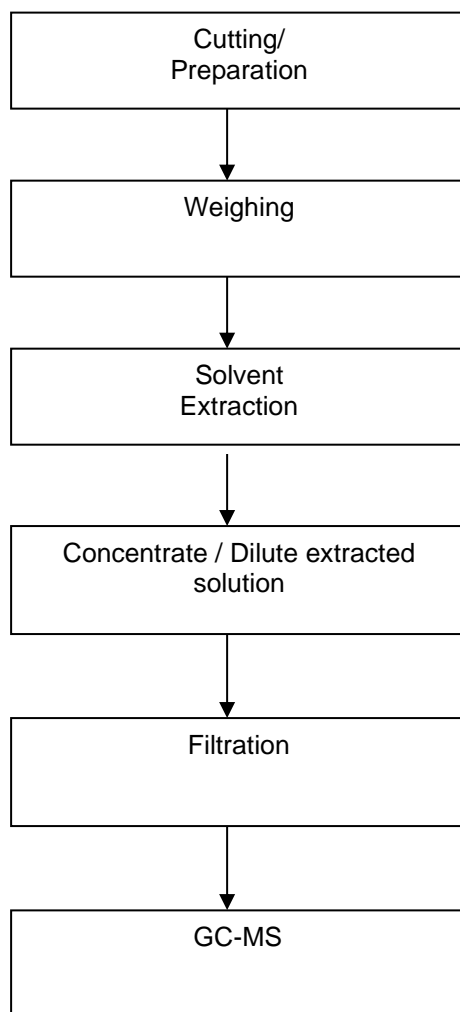 Cutting/
Preparation
Weighing
Solvent
Extraction
Concentrate / Dilute extracted
solution
Filtration
GC-MS